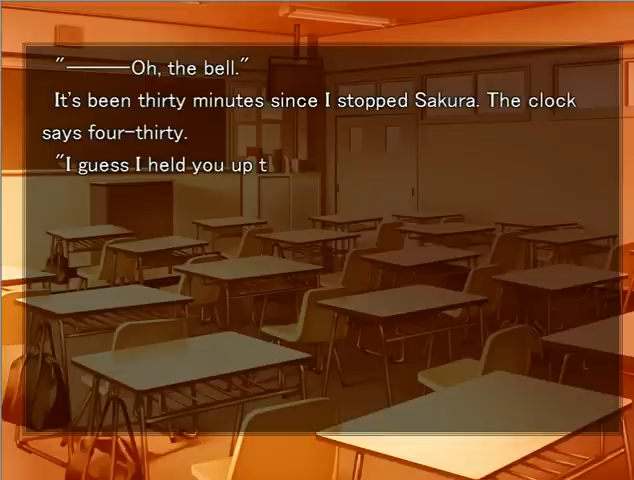 "―――Oh, the bell."
It's been thirty minutes since I stopped Sakura. The clock
says four-thirty.
"I guess I held you up t